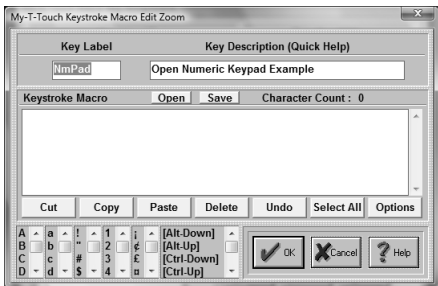 My-T-Touch Keystroke Macro Edit Zoom
Key Label Key Description (Quick Help)
NmPad Open Numeric Keypad Example
Keystroke Macro Open Save Character Count : 0
Cut Copy Paste Delete Undo Select All Options
A a ! 1 ¡ [Alt-Down]
B b " 2 ¢ [Alt-Up]
C c # 3 £ [Ctrl-Down]
D d $ 4 ¤ [Ctrl-Up]
OK Cancel Help